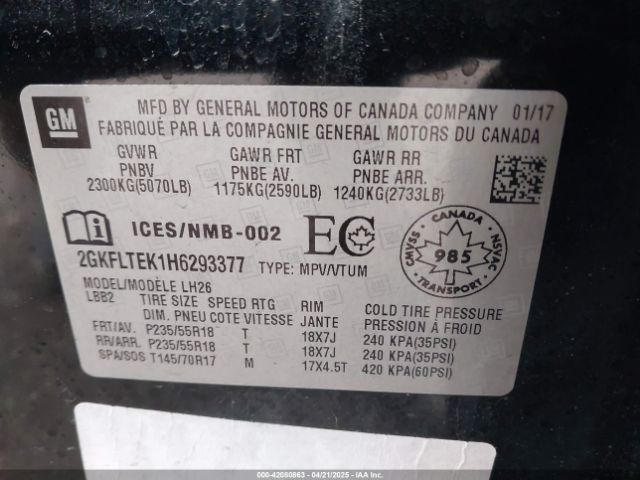 GM
MFD BY GENERAL MOTORS OF CANADA COMPANY 01/17
FABRIQUÉ PAR LA COMPAGNIE GENERAL MOTORS DU CANADA
GVWR GAWR FRT GAWR RR
PNBV PNBE AV. PNBE ARR.
2300KG(5070LB) 1175KG(2590LB) 1240KG(2733LB)
ICES/NMB-002 EC
CANADA
CMVSS 985 NSVAC
TRANSPORT
2GKFLTEK1H6293377 TYPE: MPV/VTUM
MODEL/MODÈLE LH26
LBB2 TIRE SIZE SPEED RTG RIM COLD TIRE PRESSURE
DIM. PNEU COTE VITESSE JANTE PRESSION À FROID
FRT/AV. P235/55R18 T 18X7J 240 KPA(35PSI)
RR/ARR. P235/55R18 T 18X7J 240 KPA(35PSI)
SPA/SOS T145/70R17 M 17X4.5T 420 KPA(60PSI)
000-42080863 - 04/21/2025 - IAAI.CA